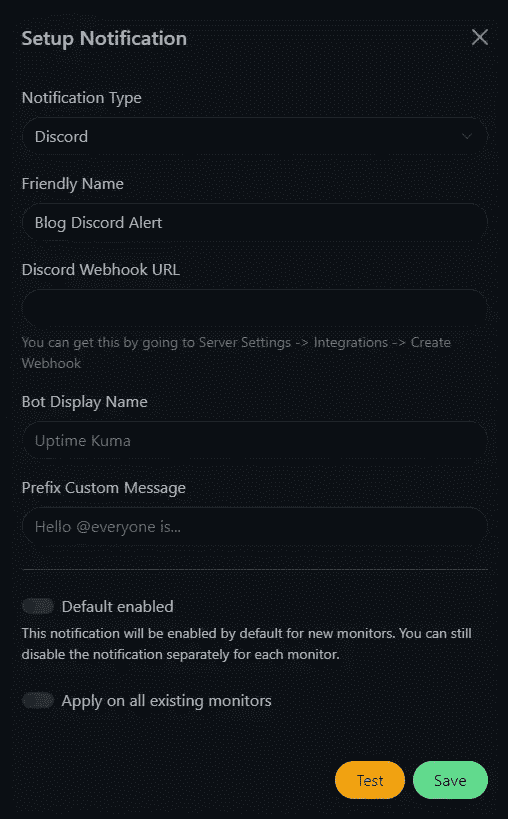 Setup Notification
Notification Type
Discord
Friendly Name
Blog Discord Alert
Discord Webhook URL
You can get this by going to Server Settings -> Integrations -> Create
Webhook
Bot Display Name
Uptime Kuma
Prefix Custom Message
Hello @everyone is...
Default enabled
This notification will be enabled by default for new monitors. You can still
disable the notification separately for each monitor.
Apply on all existing monitors
Test
Save